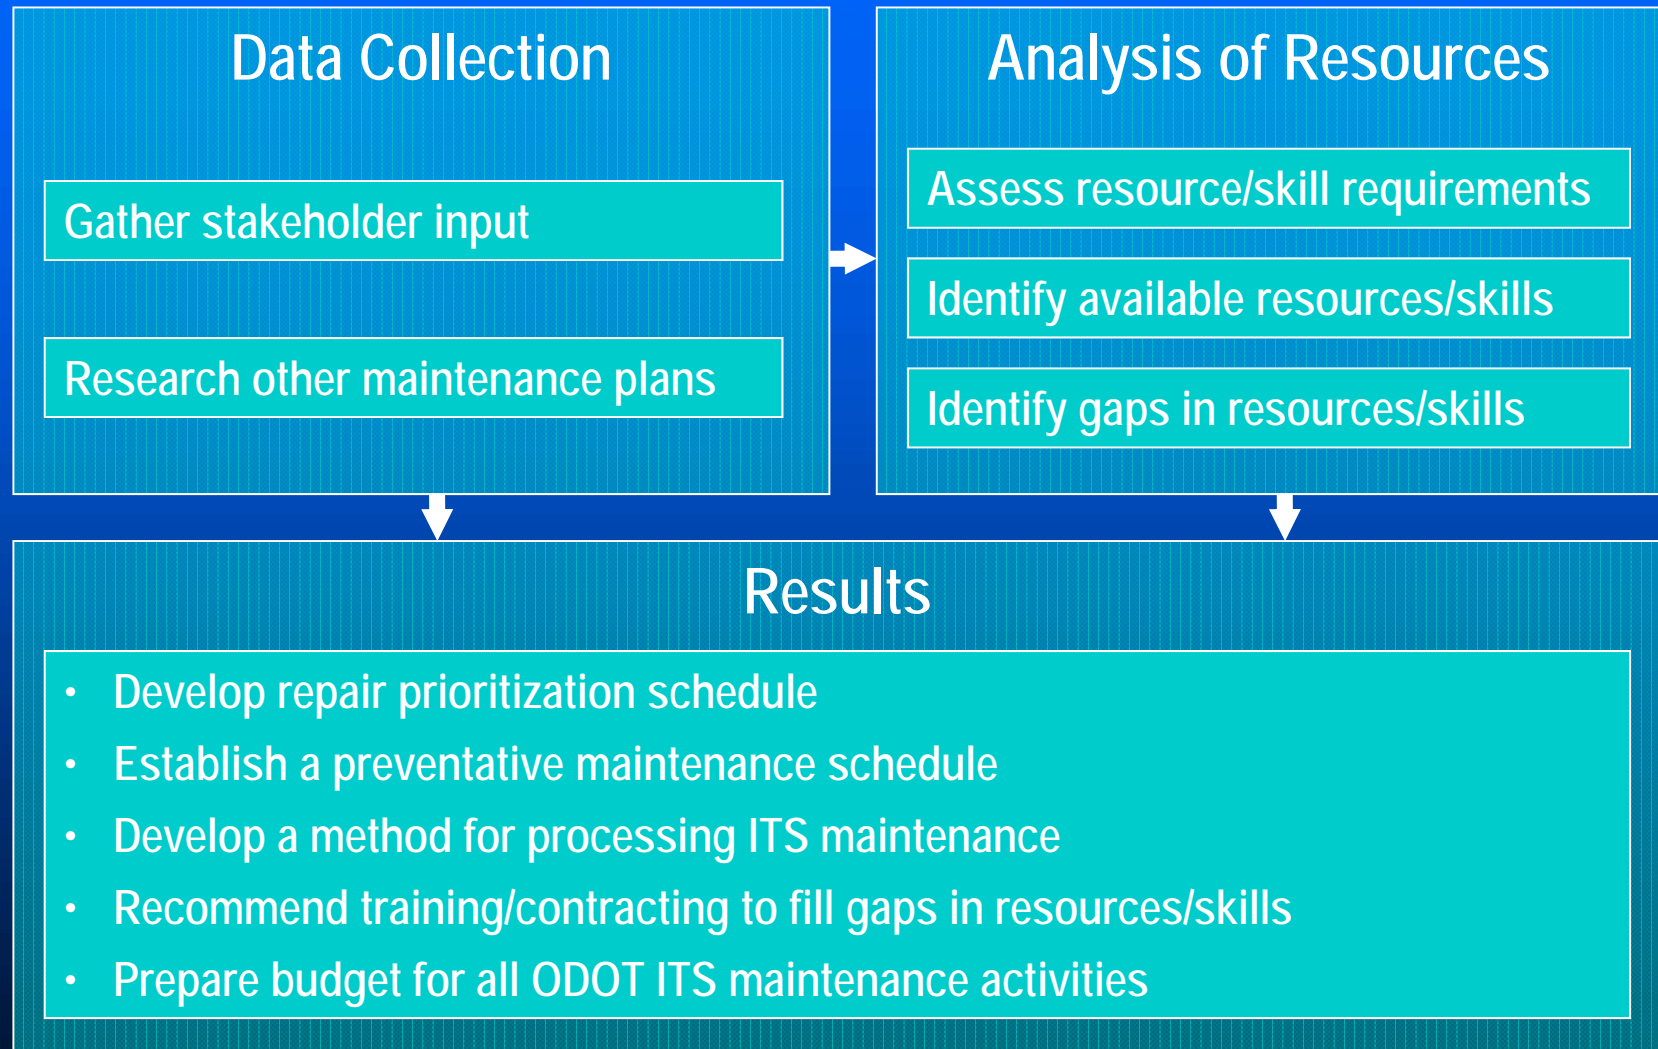 Data Collection
Gather stakeholder input
Research other maintenance plans
Analysis of Resources
Assess resource/skill requirements
Identify available resources/skills
Identify gaps in resources/skills
Results
• Develop repair prioritization schedule
• Establish a preventative maintenance schedule
• Develop a method for processing ITS maintenance
• Recommend training/contracting to fill gaps in resources/skills
• Prepare budget for all ODOT ITS maintenance activities